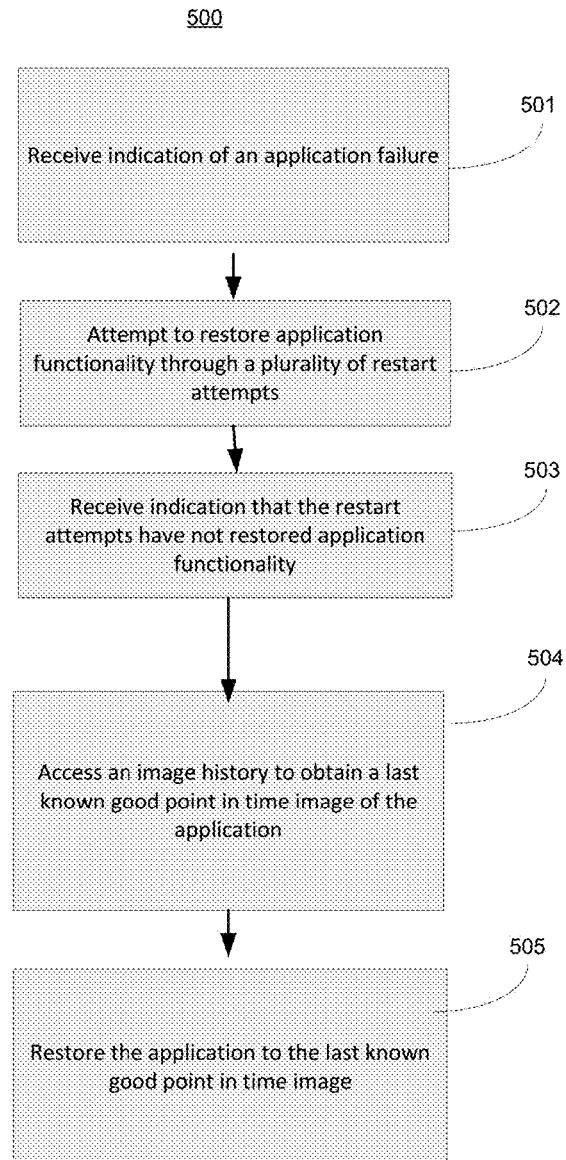 500
501
Receive indication of an application failure
502
Attempt to restore application
functionality through a plurality of restart
attempts
503
Receive indication that the restart
attempts have not restored application
functionality
504
Access an image history to obtain a last
known good point in time image of the
application
505
Restore the application to the last known
good point in time image